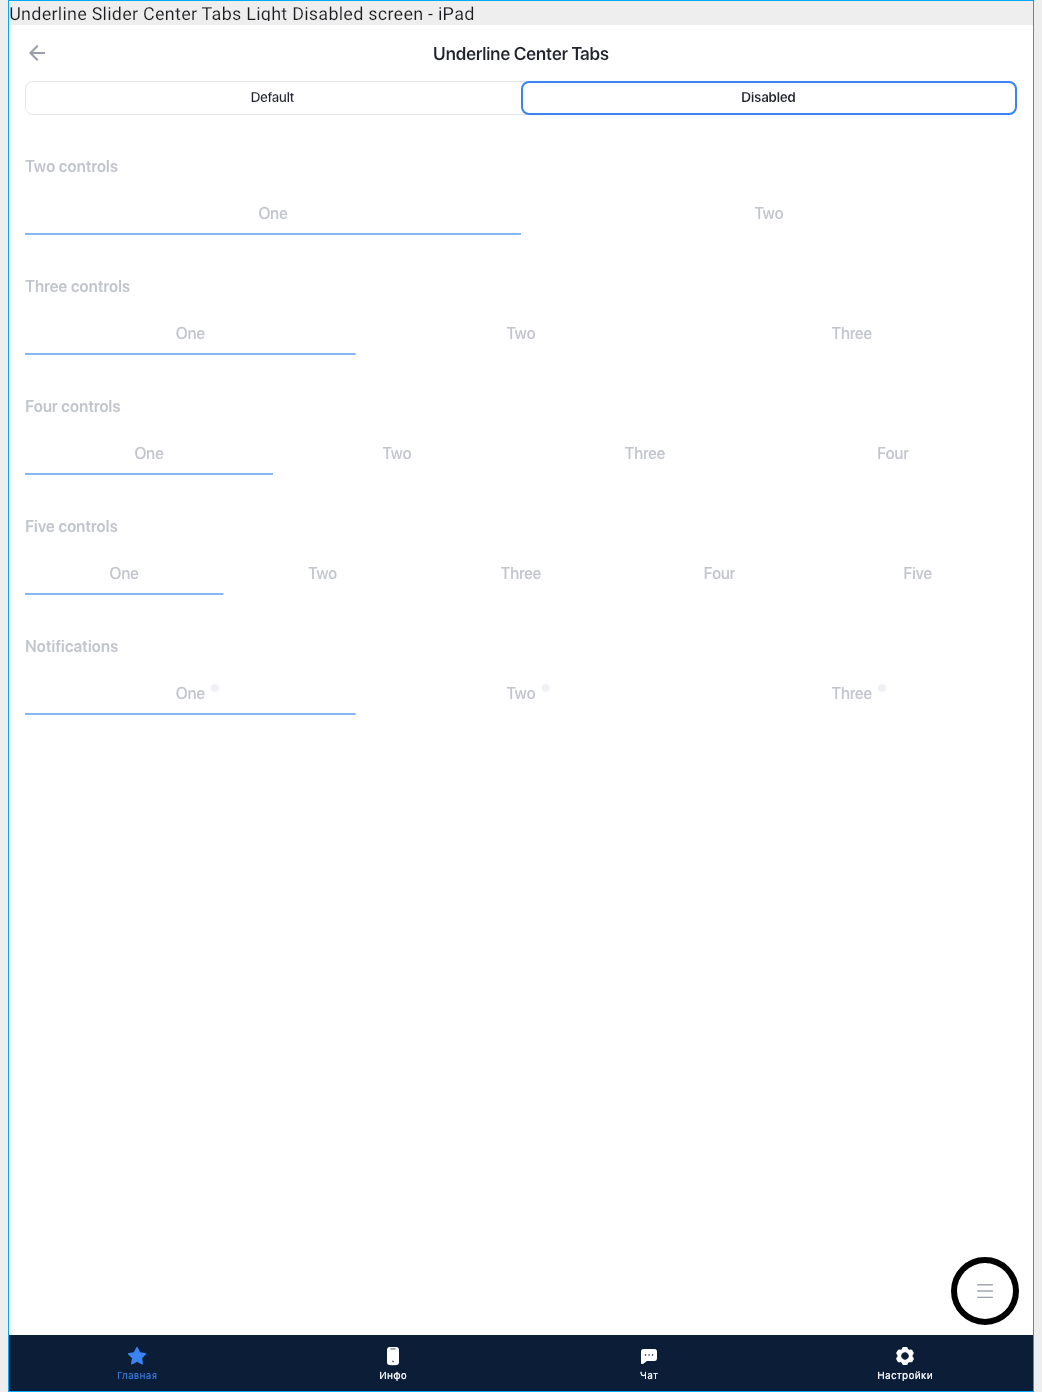 Underline Slider Center Tabs Light Disabled screen - iPad
Underline Center Tabs
Default Disabled
Two controls
One Two
Three controls
One Two Three
Four controls
One Two Three Four
Five controls
One Two Three Four Five
Notifications
One Two Three
Главная Инфо Чат Настройки